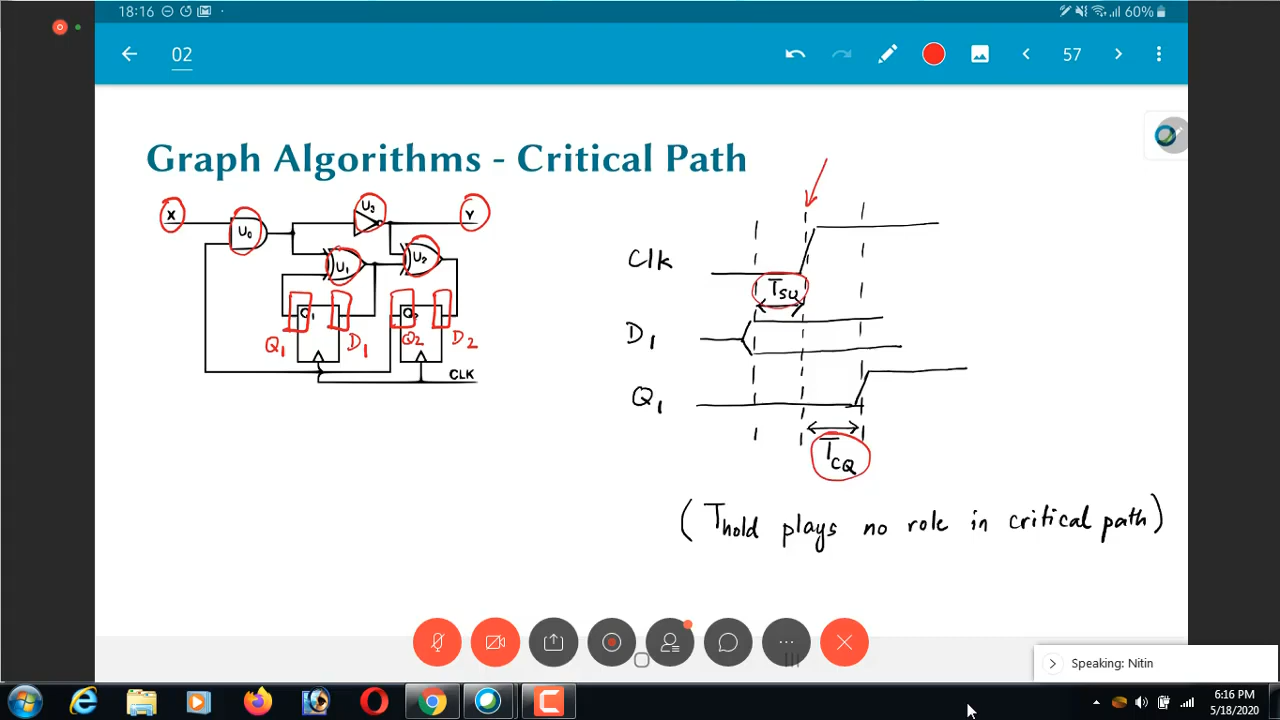 18:16
60%
02
57
Graph Algorithms - Critical Path
X
U₀
U₃
Y
U₁
U₂
Q₁
D₁
Q₂
D₂
CLK
Clk
TSU
D₁
Q₁
TCQ
(Thold plays no role in critical path)
Speaking: Nitin
6:16 PM
5/18/2020